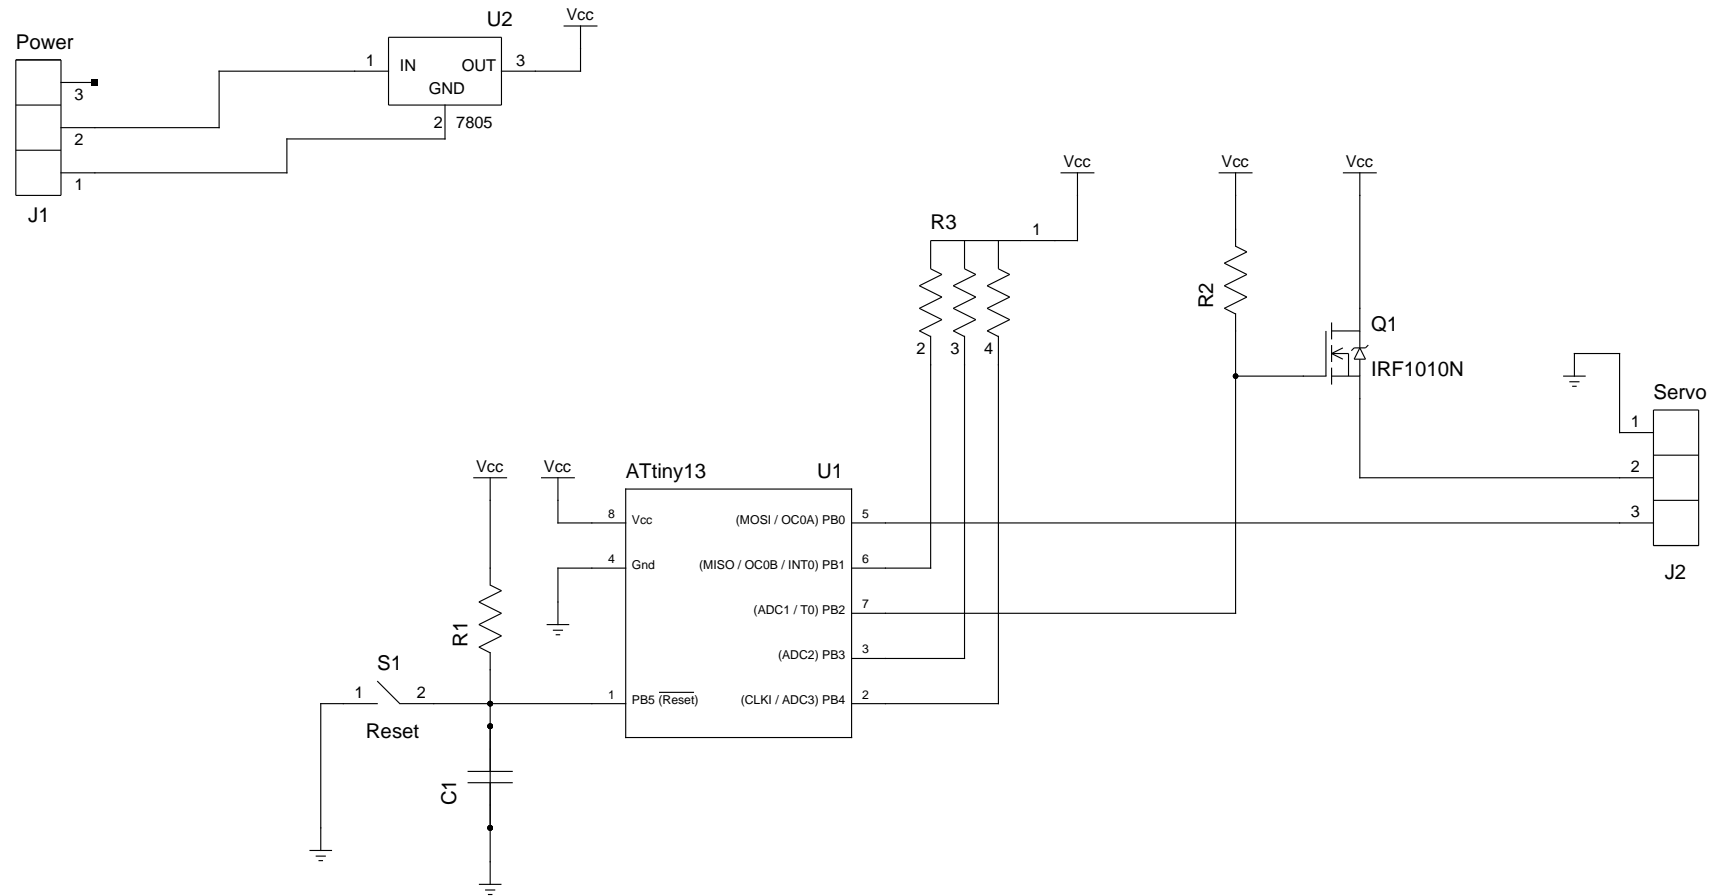 Power
3
2
1
J1
U2
Vcc
1
IN
OUT
3
GND
2
7805
Vcc
R3
1
2
3
4
Vcc
R2
Vcc
Q1
IRF1010N
Servo
1
2
3
J2
Vcc
Vcc
ATtiny13
U1
8
Vcc
(MOSI / OC0A) PB0
5
4
Gnd
(MISO / OC0B / INT0) PB1
6
(ADC1 / T0) PB2
7
(ADC2) PB3
3
1
PB5 (Reset)
(CLKI / ADC3) PB4
2
R1
S1
1
2
Reset
C1